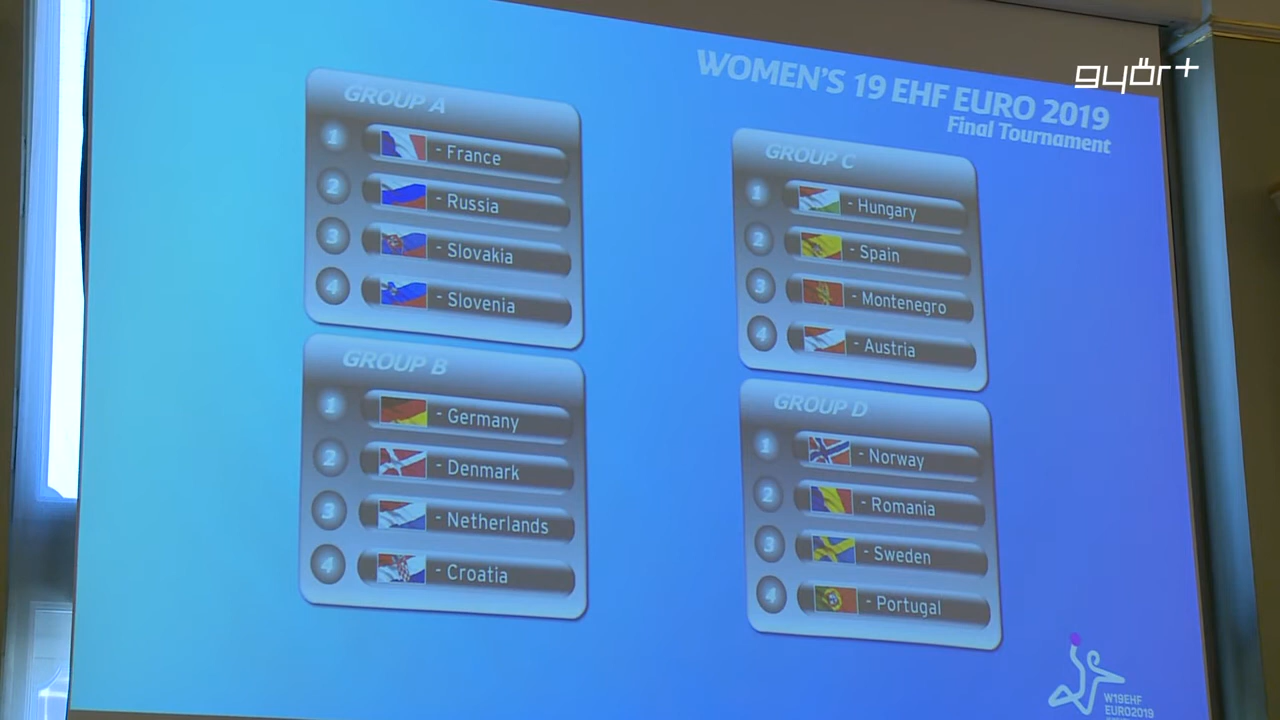 győr+
WOMEN'S 19 EHF EURO 2019
Final Tournament
GROUP A
1 - France
2 - Russia
3 - Slovakia
4 - Slovenia
GROUP B
1 - Germany
2 - Denmark
3 - Netherlands
4 - Croatia
GROUP C
1 - Hungary
2 - Spain
3 - Montenegro
4 - Austria
GROUP D
1 - Norway
2 - Romania
3 - Sweden
4 - Portugal
W19EHF
EURO2019